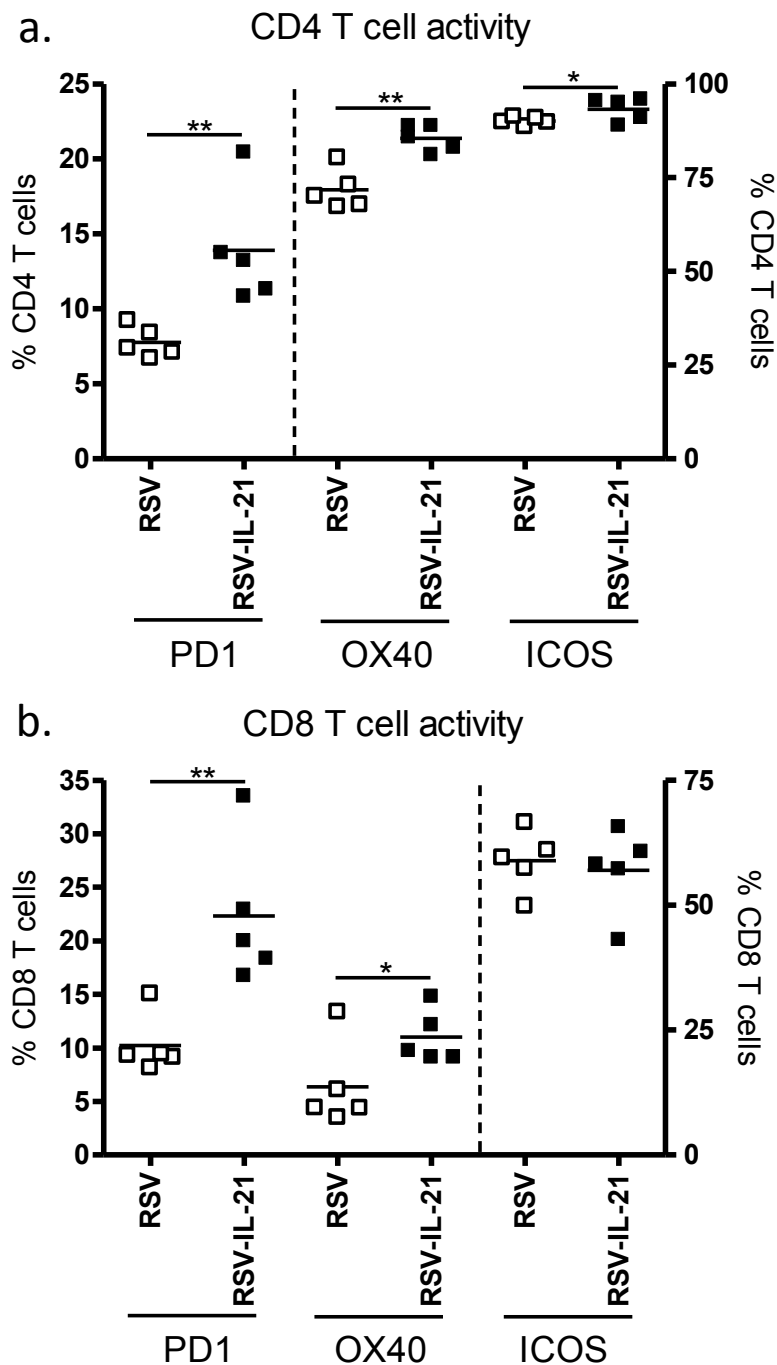 a. CD4 T cell activity
** ** *
25 20 15 10 5 0
% CD4 T cells
100 75 50 25 0
% CD4 T cells
RSV RSV-IL-21 RSV RSV-IL-21 RSV RSV-IL-21
PD1 OX40 ICOS
b. CD8 T cell activity
** *
35 30 25 20 15 10 5 0
% CD8 T cells
75 50 25 0
% CD8 T cells
RSV RSV-IL-21 RSV RSV-IL-21 RSV RSV-IL-21
PD1 OX40 ICOS